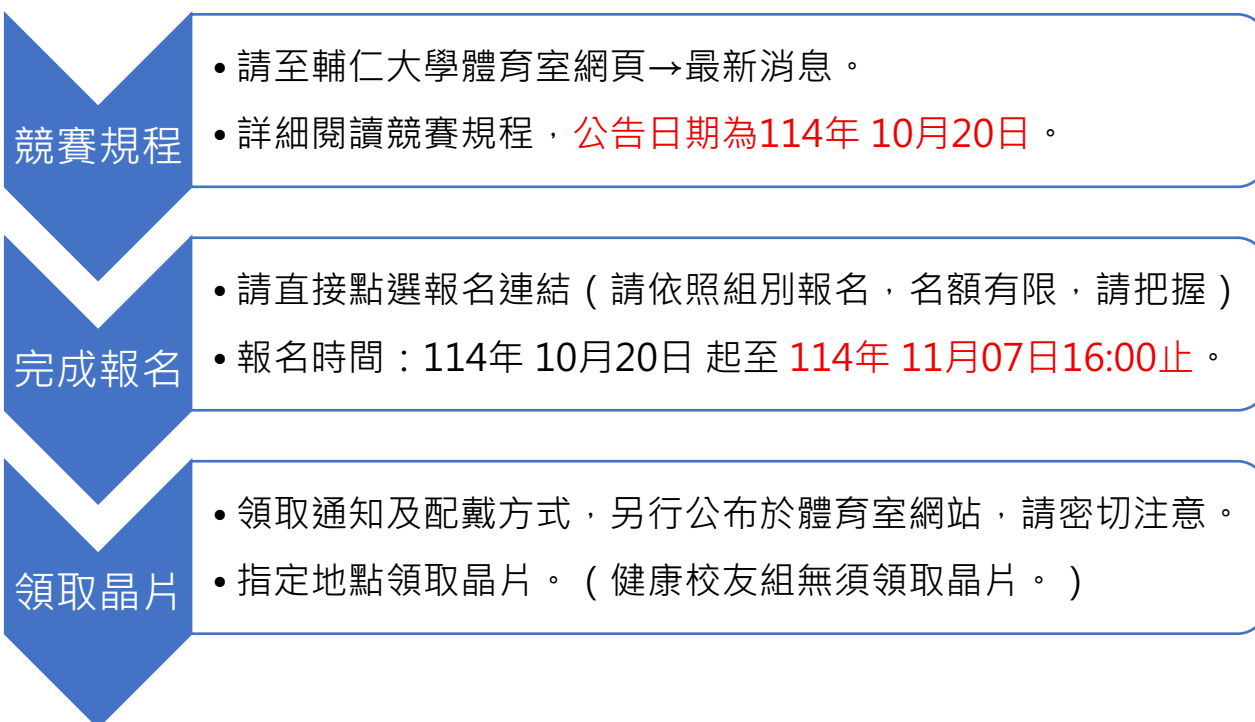 競賽規程
• 請至輔仁大學體育室網頁→最新消息。
• 詳細閱讀競賽規程，公告日期為114年 10月20日。
完成報名
• 請直接點選報名連結（請依照組別報名，名額有限，請把握）
• 報名時間：114年 10月20日 起至 114年 11月07日16:00止。
領取晶片
• 領取通知及配戴方式，另行公布於體育室網站，請密切注意。
• 指定地點領取晶片。（健康校友組無須領取晶片。）